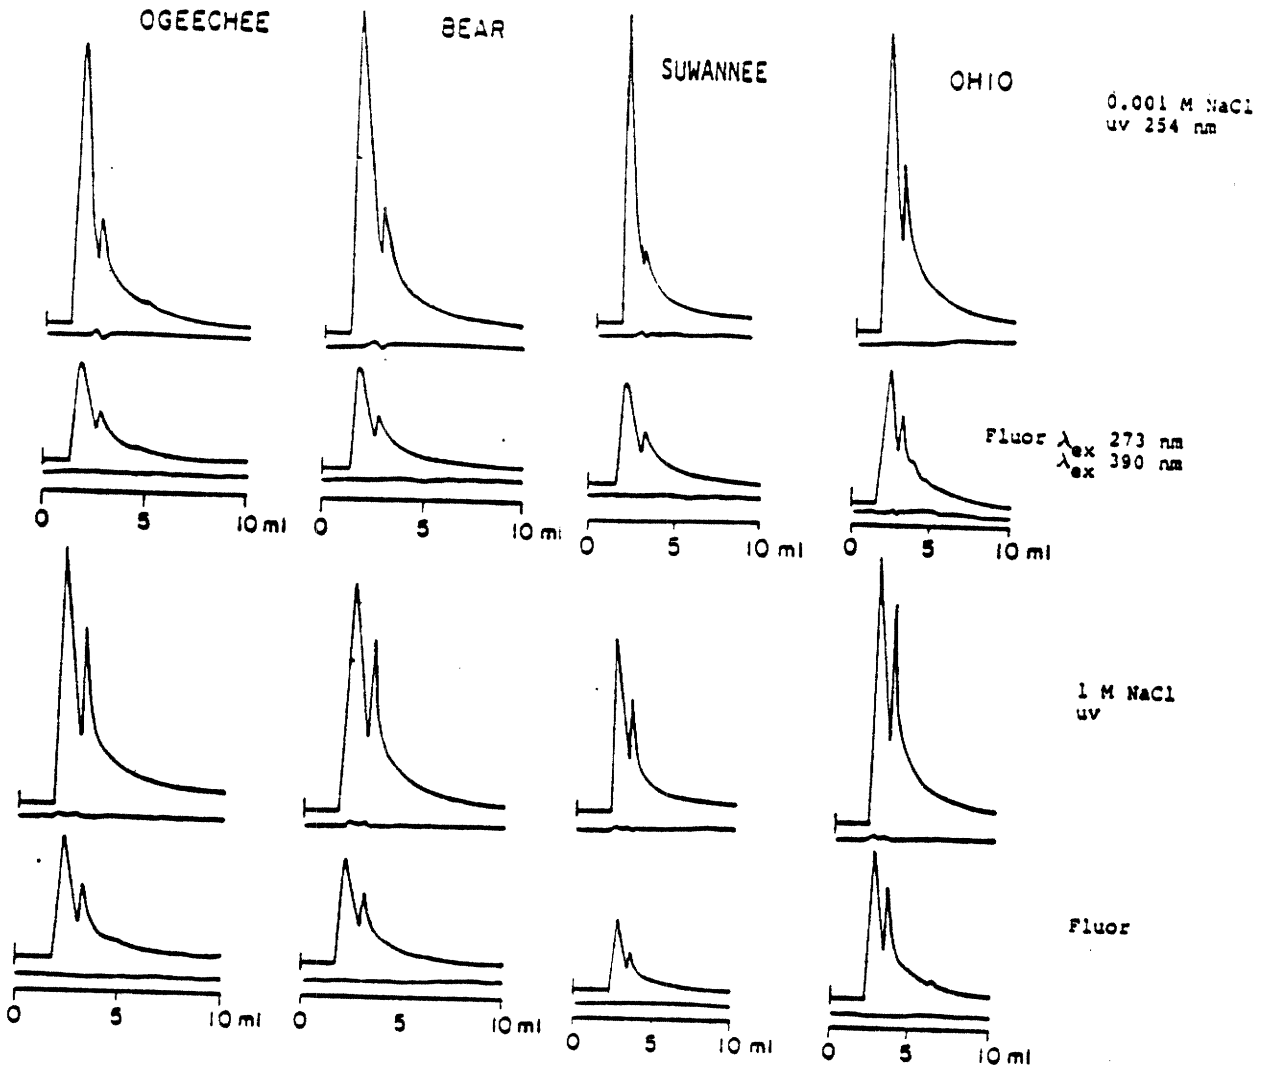 OGEECHEE
BEAR
SUWANNEE
OHIO
0.001 M NaCl
uv 254 nm
Fluor λex 273 nm
λex 390 nm
0 5 10 ml
0 5 10 ml
0 5 10 ml
0 5 10 ml
1 M NaCl
uv
Fluor
0 5 10 ml
0 5 10 ml
0 5 10 ml
0 5 10 ml